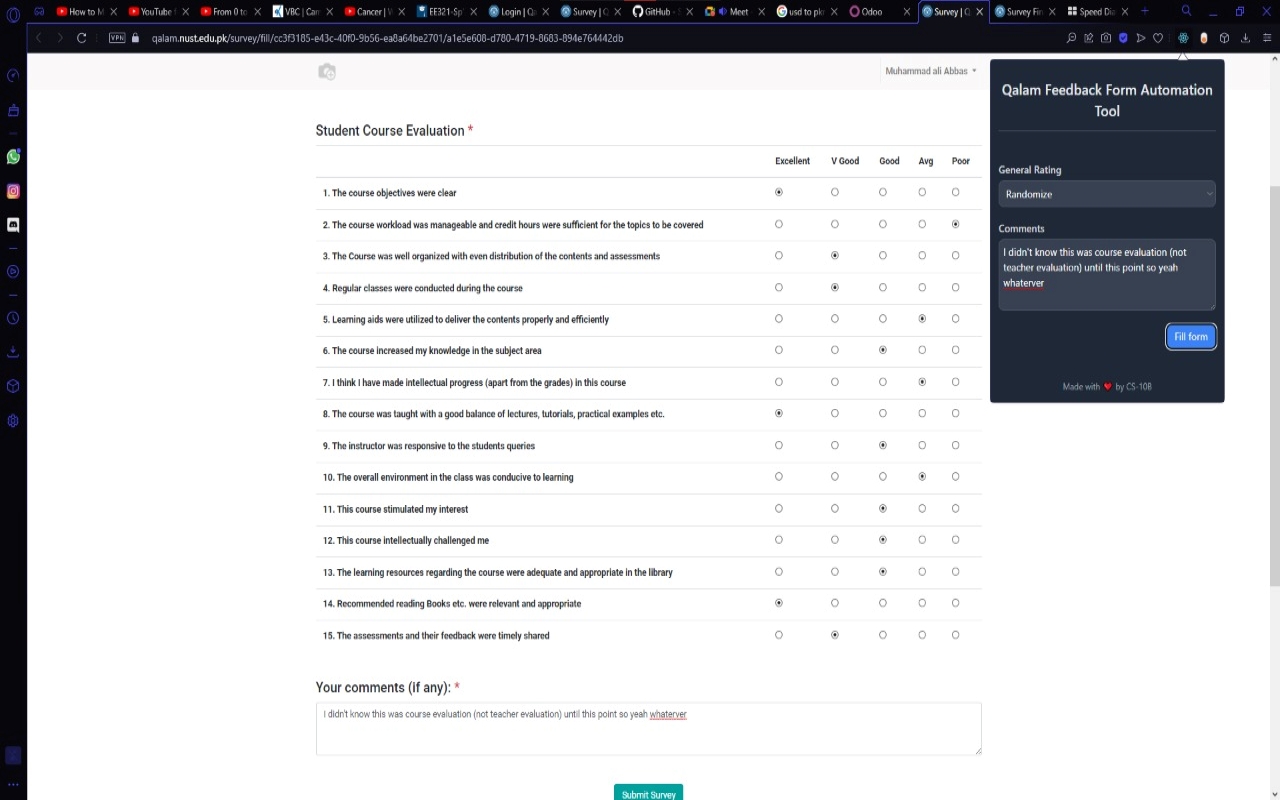 How to M
YouTube
From 0 to
VBC | Can
Cancer | V
EE321-Sp
Login | Qa
Survey | Q
GitHub - S
Meet -
usd to pkr
Odoo
Survey | Q
Survey Fin
Speed Dia
VPN
qalam.nust.edu.pk/survey/fill/cc3f3185-e43c-40f0-9b56-ea8a64be2701/a1e5e608-d780-4719-8683-894e764442db
Muhammad ali Abbas
Student Course Evaluation *
Excellent V Good Good Avg Poor
1. The course objectives were clear
2. The course workload was manageable and credit hours were sufficient for the topics to be covered
3. The Course was well organized with even distribution of the contents and assessments
4. Regular classes were conducted during the course
5. Learning aids were utilized to deliver the contents properly and efficiently
6. The course increased my knowledge in the subject area
7. I think I have made intellectual progress (apart from the grades) in this course
8. The course was taught with a good balance of lectures, tutorials, practical examples etc.
9. The instructor was responsive to the students queries
10. The overall environment in the class was conducive to learning
11. This course stimulated my interest
12. This course intellectually challenged me
13. The learning resources regarding the course were adequate and appropriate in the library
14. Recommended reading Books etc. were relevant and appropriate
15. The assessments and their feedback were timely shared
Your comments (if any): *
I didn't know this was course evaluation (not teacher evaluation) until this point so yeah whaterver
Submit Survey
Qalam Feedback Form Automation
Tool
General Rating
Randomize
Comments
I didn't know this was course evaluation (not
teacher evaluation) until this point so yeah
whaterver
Fill form
Made with ❤ by CS-10B